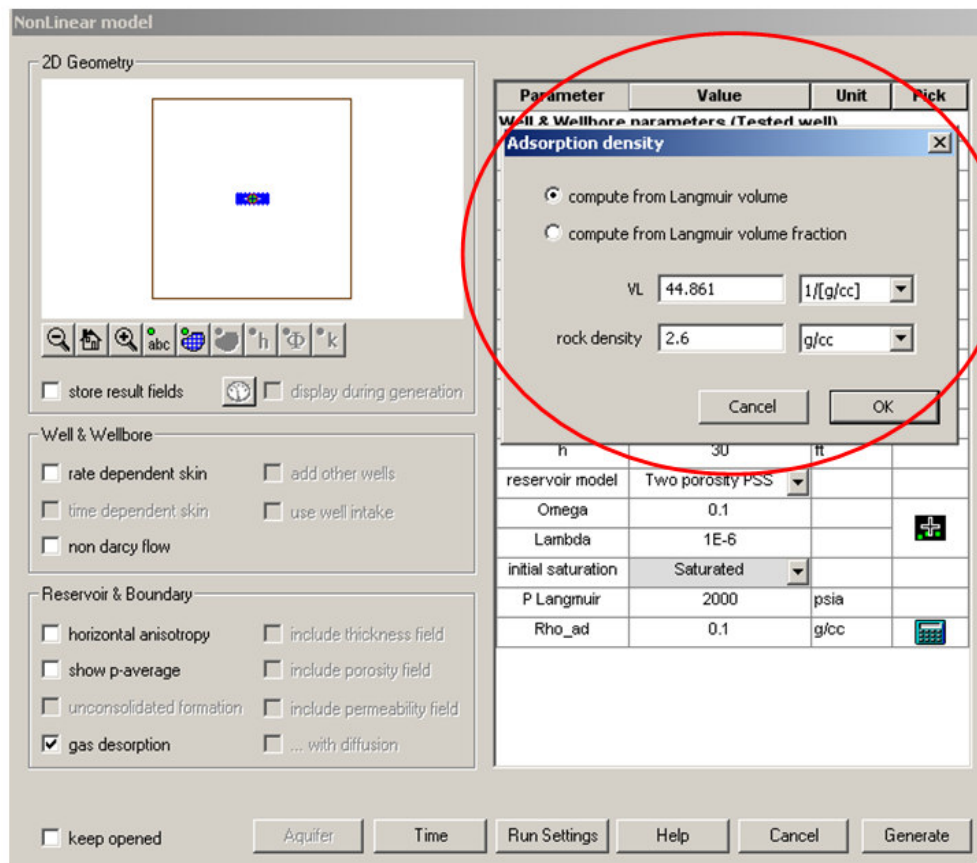 NonLinear model
2D Geometry
abc
h
Φ
k
store result fields
display during generation
Well & Wellbore
rate dependent skin
add other wells
time dependent skin
use well intake
non darcy flow
Reservoir & Boundary
horizontal anisotropy
include thickness field
show p-average
include porosity field
unconsolidated formation
include permeability field
gas desorption
... with diffusion
Parameter Value Unit Pick
Well & Wellbore parameters (Tested well)
Adsorption density
compute from Langmuir volume
compute from Langmuir volume fraction
VL 44.861 1/[g/cc]
rock density 2.6 g/cc
Cancel OK
h 30 ft
reservoir model Two porosity PSS
Omega 0.1
Lambda 1E-6
initial saturation Saturated
P Langmuir 2000 psia
Rho_ad 0.1 g/cc
keep opened
Aquifer Time Run Settings Help Cancel Generate